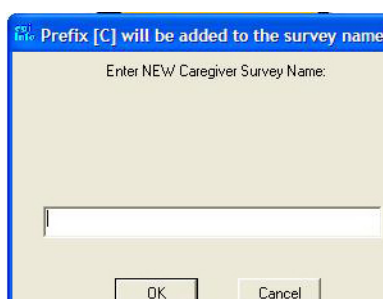 Prefix [C] will be added to the survey name
Enter NEW Caregiver Survey Name:
OK
Cancel